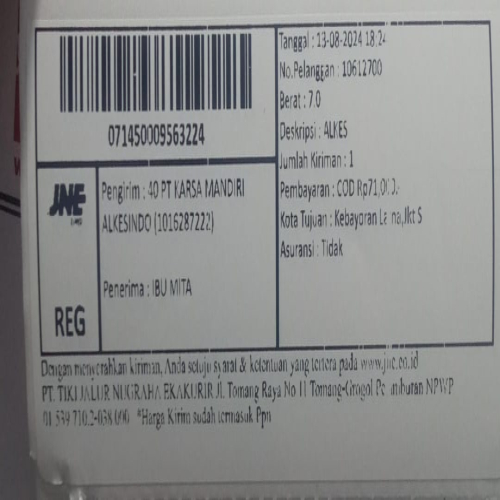 071450009563224
JNE
REG
Pengirim : 40 PT KARSA MANDIRI
ALKESINDO (1016287222)
Penerima : IBU MITA
Tanggal : 13-08-2024 18:24
No.Pelanggan : 10612700
Berat : 7.0
Deskripsi : ALKES
Jumlah Kiriman : 1
Pembayaran : COD Rp71,000.-
Kota Tujuan : Kebayoran Lama,Jkt S
Asuransi : Tidak
Dengan menyerahkan kiriman, Anda setuju syarat & ketentuan yang tertera pada www.jne.co.id
PT. TIKI JALUR NUGRAHA EKAKURIR Jl. Tomang Raya No 11 Tomang-Grogol Petamburan NPWP
01 539 710.2-038 000 *Harga Kirim sudah termasuk Ppn